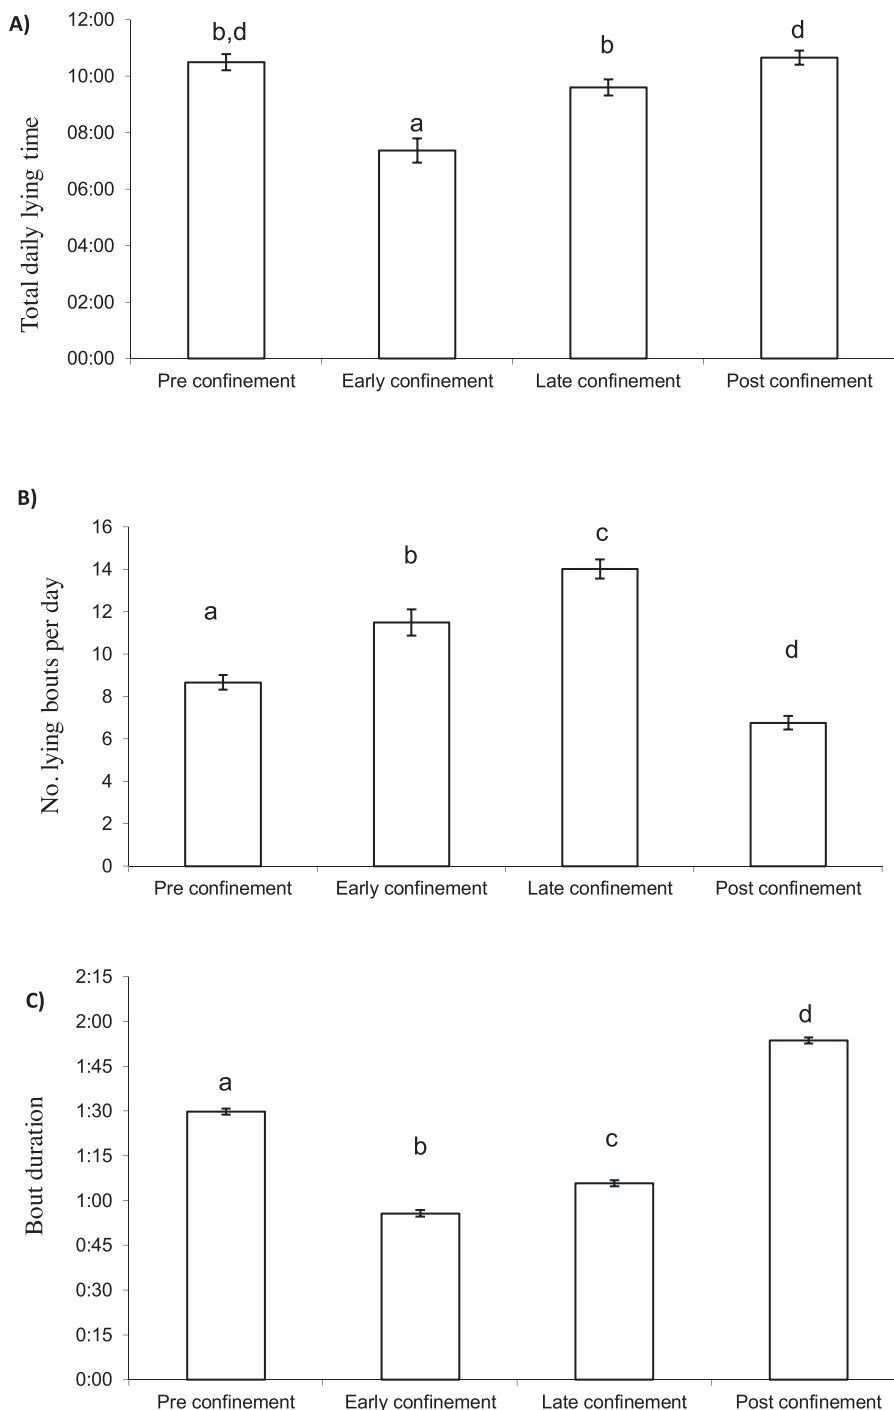 A)
Total daily lying time
12:00
10:00
08:00
06:00
04:00
02:00
00:00
b,d
a
b
d
Pre confinement
Early confinement
Late confinement
Post confinement
B)
No. lying bouts per day
16
14
12
10
8
6
4
2
0
a
b
c
d
Pre confinement
Early confinement
Late confinement
Post confinement
C)
Bout duration
2:15
2:00
1:45
1:30
1:15
1:00
0:45
0:30
0:15
0:00
a
b
c
d
Pre confinement
Early confinement
Late confinement
Post confinement